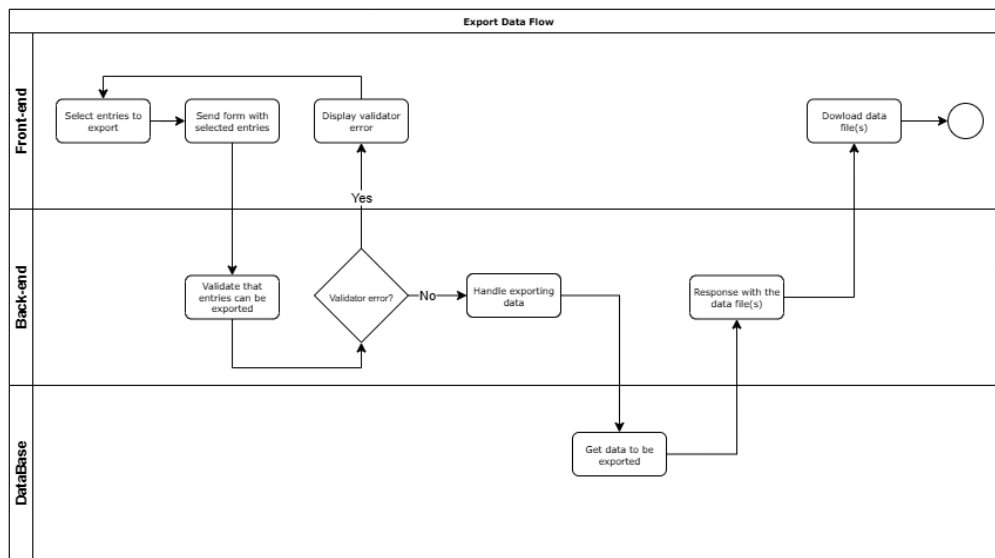 Export Data Flow
Front-end
Select entries to
export
Send form with
selected entries
Display validator
error
Dowload data
file(s)
Yes
Back-end
Validate that
entries can be
exported
Validator error?
No
Handle exporting
data
Response with the
data file(s)
DataBase
Get data to be
exported